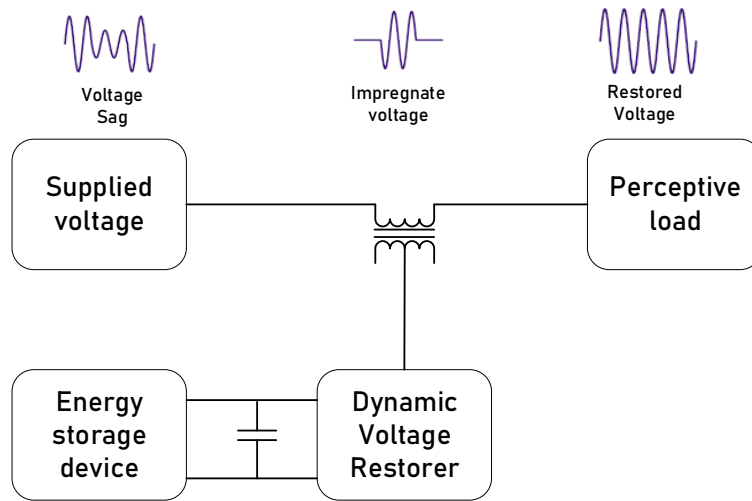 Voltage
Sag
Impregnate
voltage
Restored
Voltage
Supplied
voltage
Perceptive
load
Energy
storage
device
Dynamic
Voltage
Restorer